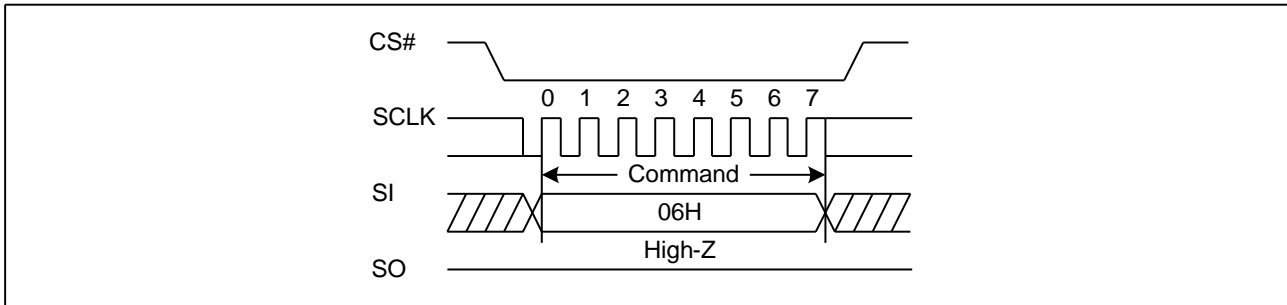 CS#
0 1 2 3 4 5 6 7
SCLK
Command
SI
06H
High-Z
SO